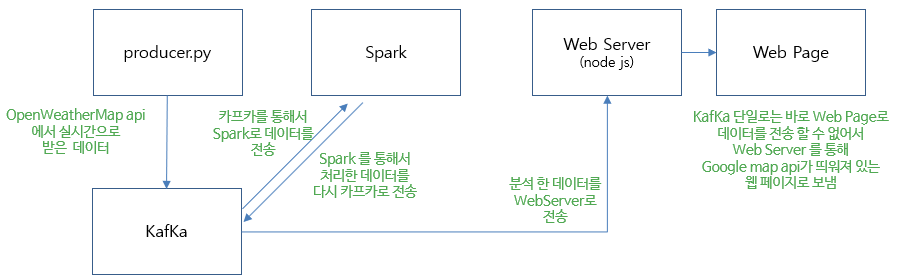 producer.py
Spark
Web Server
(node js)
Web Page
OpenWeatherMap api
에서 실시간으로
받은 데이터
카프카를 통해서
Spark로 데이터를
전송
Spark 를 통해서
처리한 데이터를
다시 카프카로 전송
분석 한 데이터를
WebServer로
전송
KafKa 단일로는 바로 Web Page로
데이터를 전송 할 수 없어서
Web Server 를 통해
Google map api가 띄워져 있는
웹 페이지로 보냄
KafKa